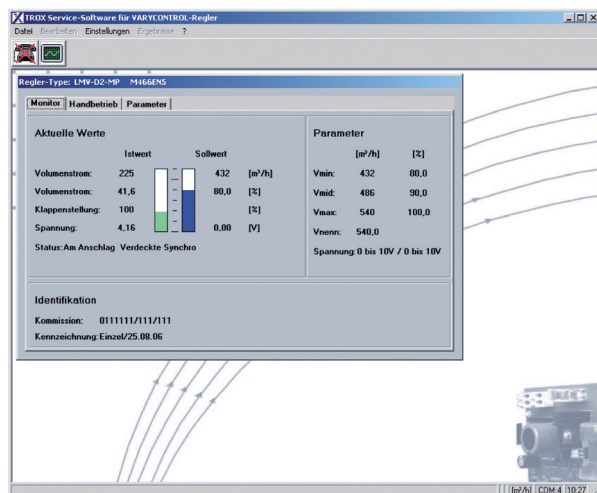 TROX Service-Software für VARYCONTROL-Regler
Datei Bearbeiten Einstellungen Ergebnisse ?
Regler-Type: LMV-D2-MP M466EN5
Monitor Handbetrieb Parameter
Aktuelle Werte
Istwert Sollwert
Volumenstrom: 225 432 [m³/h]
Volumenstrom: 41,6 80,0 [%]
Klappenstellung: 100 [%]
Spannung: 4,16 0,00 [V]
Status: Am Anschlag Verdeckte Synchro
Parameter
[m³/h] [%]
Vmin: 432 80,0
Vmid: 486 90,0
Vmax: 540 100,0
Vnenn: 540,0
Spannung: 0 bis 10V / 0 bis 10V
Identifikation
Kommission: 0111111/111/111
Kennzeichnung: Einzel/25.08.06
[m³/h] COM:4 10:27